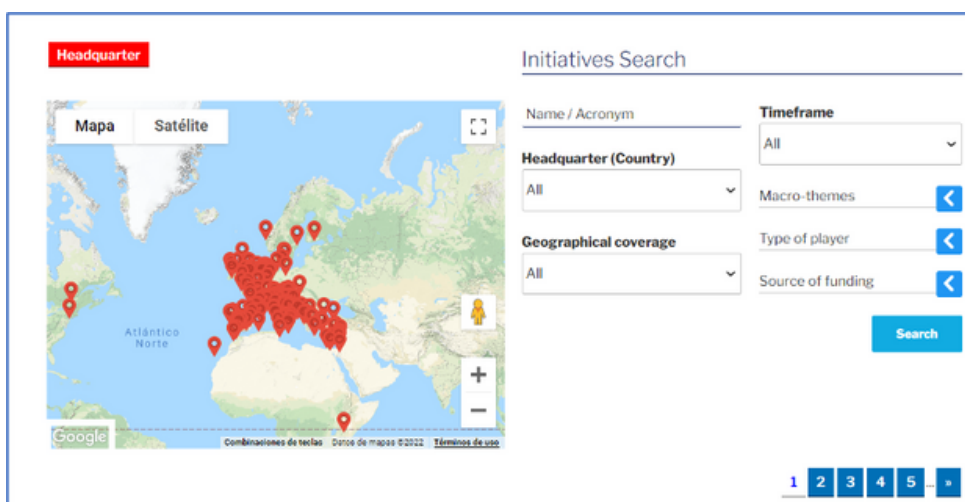 Headquarter
Mapa
Satélite
Atlántico
Norte
Google
Combinaciones de teclas
Datos de mapas ©2022
Términos de uso
Initiatives Search
Name / Acronym
Headquarter (Country)
All
Geographical coverage
All
Timeframe
All
Macro-themes
Type of player
Source of funding
Search
1 2 3 4 5 ... »